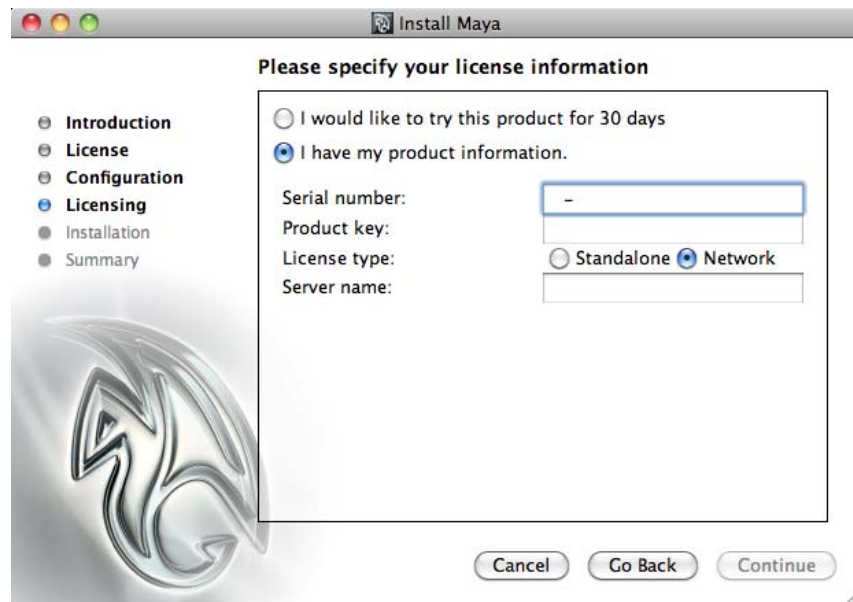 Install Maya
Please specify your license information
Introduction
License
Configuration
Licensing
Installation
Summary
I would like to try this product for 30 days
I have my product information.
Serial number: -
Product key:
License type: Standalone Network
Server name:
Cancel Go Back Continue